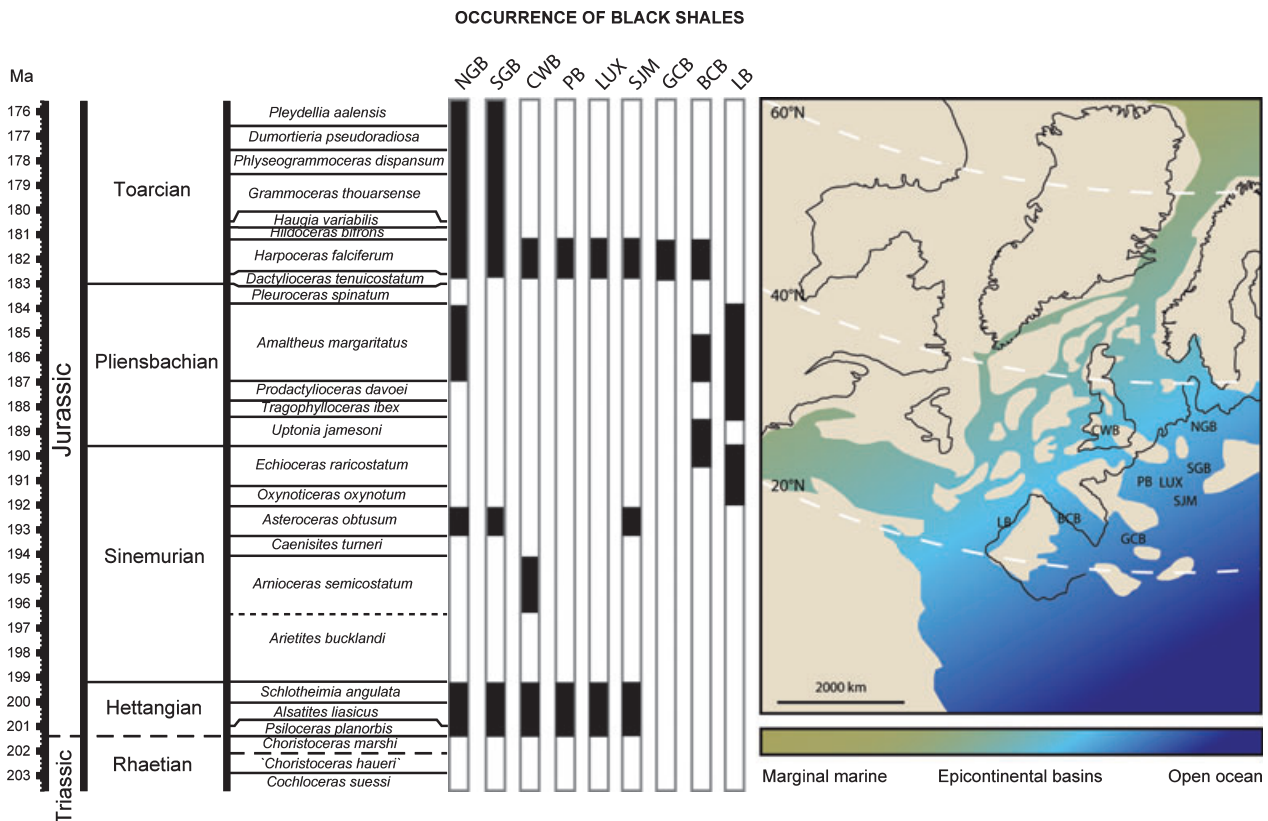 OCCURRENCE OF BLACK SHALES
Ma
NGB
SGB
CWB
PB
LUX
SJM
GCB
BCB
LB
176
177
178
179
180
181
182
183
184
185
186
187
188
189
190
191
192
193
194
195
196
197
198
199
200
201
202
203
Jurassic
Triassic
Toarcian
Pliensbachian
Sinemurian
Hettangian
Rhaetian
Pleydellia aalensis
Dumortieria pseudoradiosa
Phlyseogrammoceras dispansum
Grammoceras thouarsense
Haugia variabilis
Hildoceras bifrons
Harpoceras falciferum
Dactylioceras tenuicostatum
Pleuroceras spinatum
Amaltheus margaritatus
Prodactylioceras davoei
Tragophylloceras ibex
Uptonia jamesoni
Echioceras raricostatum
Oxynoticeras oxynotum
Asteroceras obtusum
Caenisites turneri
Arnioceras semicostatum
Arietites bucklandi
Schlotheimia angulata
Alsatites liasicus
Psiloceras planorbis
Choristoceras marshi
`Choristoceras haueri`
Cochloceras suessi
60°N
40°N
20°N
CWB
NGB
SGB
PB LUX
SJM
LB
BCB
GCB
2000 km
Marginal marine
Epicontinental basins
Open ocean